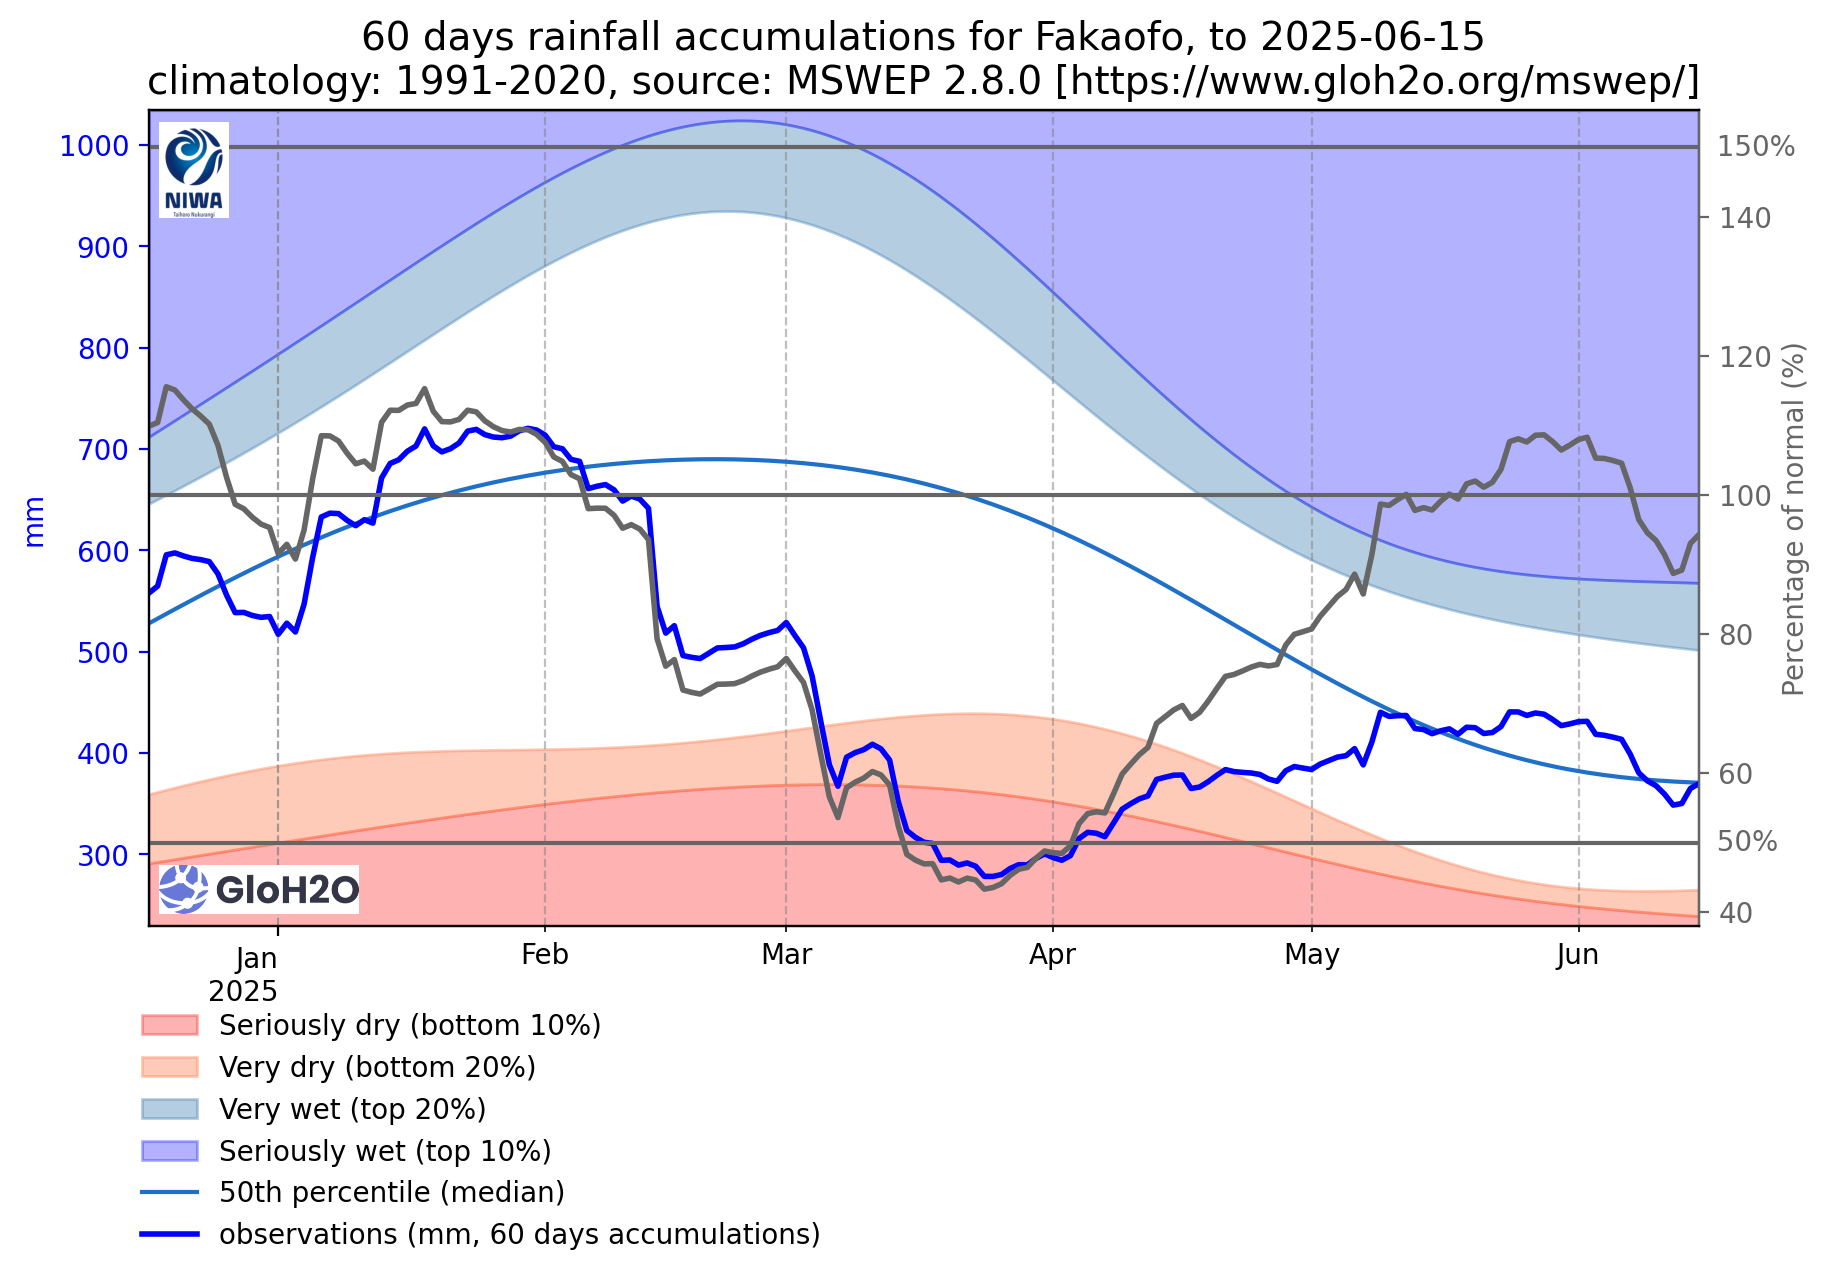 60 days rainfall accumulations for Fakaofo, to 2025-06-15
climatology: 1991-2020, source: MSWEP 2.8.0 [https://www.gloh2o.org/mswep/]
NIWA
Taihoro Nukurangi
1000
900
800
700
600
500
400
300
mm
150%
140
120
100
80
60
50%
40
Percentage of normal (%)
GloH2O
Jan
2025
Feb
Mar
Apr
May
Jun
Seriously dry (bottom 10%)
Very dry (bottom 20%)
Very wet (top 20%)
Seriously wet (top 10%)
50th percentile (median)
observations (mm, 60 days accumulations)